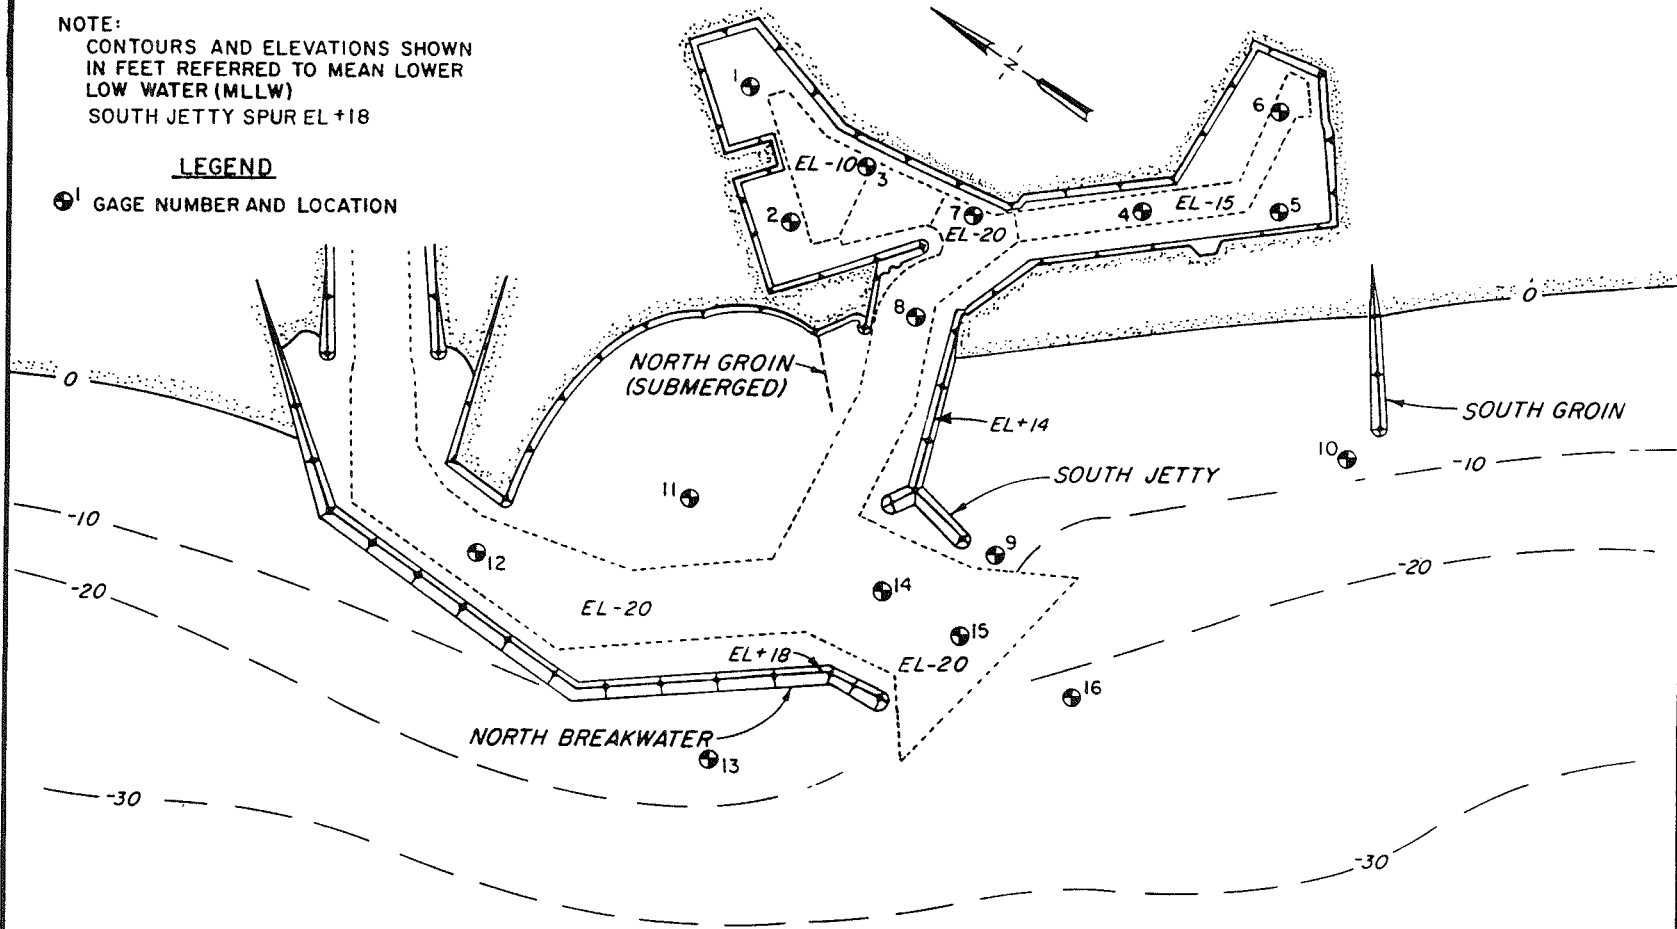 NOTE:
CONTOURS AND ELEVATIONS SHOWN
IN FEET REFERRED TO MEAN LOWER
LOW WATER (MLLW)
SOUTH JETTY SPUR EL +18
LEGEND
1 GAGE NUMBER AND LOCATION
N
1
6
EL-10
3
2
7
4
EL-15
5
EL-20
8
0
0
NORTH GROIN
(SUBMERGED)
EL+14
SOUTH GROIN
10
-10
SOUTH JETTY
11
-10
9
12
-20
14
-20
EL-20
15
EL+18
EL-20
16
NORTH BREAKWATER
13
-30
-30